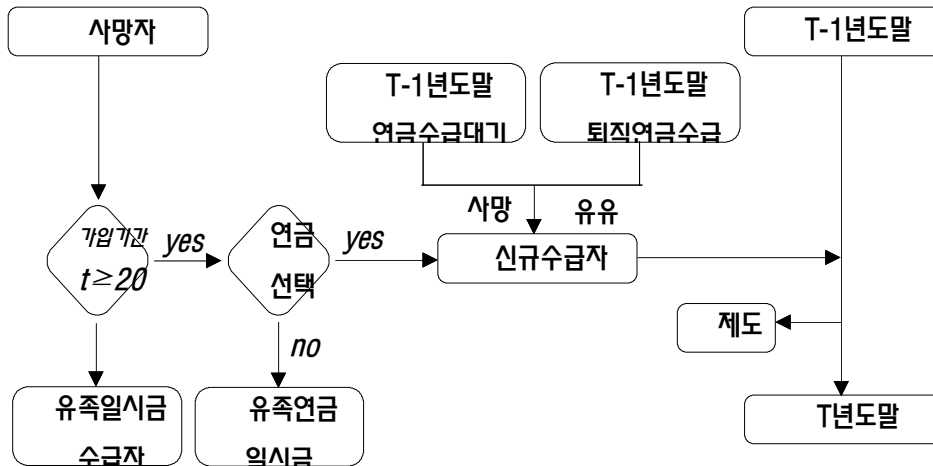 사망자
T-1년도말
T-1년도말
연금수급대기
T-1년도말
퇴직연금수급
사망
유유
가입기간
t≥20
yes
연금
선택
yes
신규수급자
제도
no
유족일시금
수급자
유족연금
일시금
T년도말